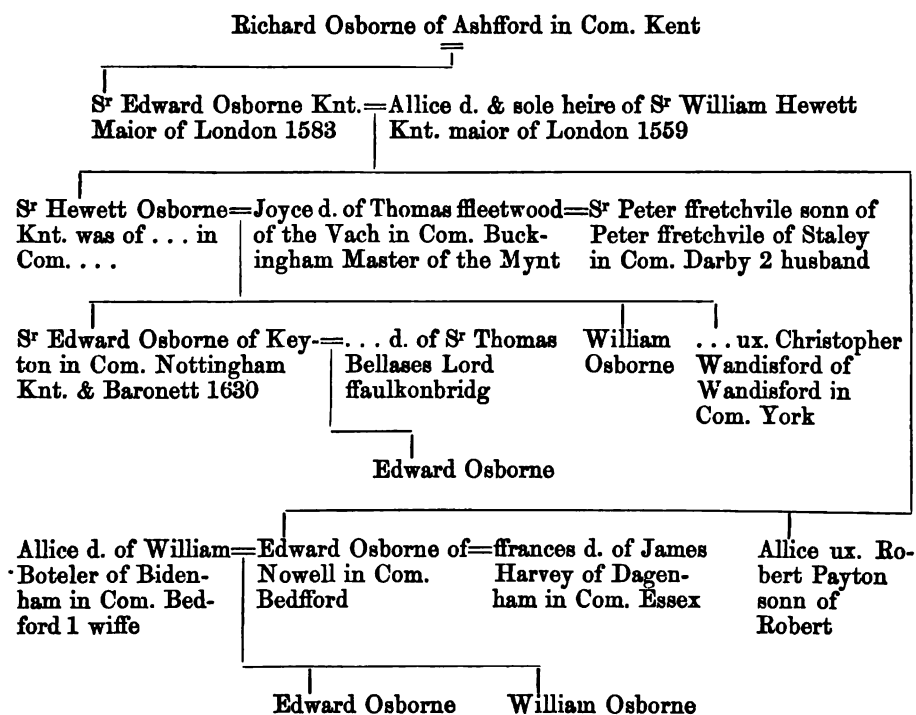 Richard Osborne of Ashfford in Com. Kent
Sr Edward Osborne Knt.=Allice d. & sole heire of Sr William Hewett
Maior of London 1583 Knt. maior of London 1559
Sr Hewett Osborne=Joyce d. of Thomas ffleetwood=Sr Peter ffretchvile sonn of
Knt. was of . . . in of the Vach in Com. Buck- Peter ffretchvile of Staley
Com. . . . ingham Master of the Mynt in Com. Darby 2 husband
Sr Edward Osborne of Key-=. . . d. of Sr Thomas William . . . ux. Christopher
ton in Com. Nottingham Bellases Lord Osborne Wandisford of
Knt. & Baronett 1630 ffaulkonbridg Wandisford in
Com. York
Edward Osborne
Allice d. of William=Edward Osborne of=ffrances d. of James Allice ux. Ro-
Boteler of Biden- Nowell in Com. Harvey of Dagen- bert Payton
ham in Com. Bed- Bedfford ham in Com. Essex sonn of
ford 1 wiffe Robert
Edward Osborne William Osborne